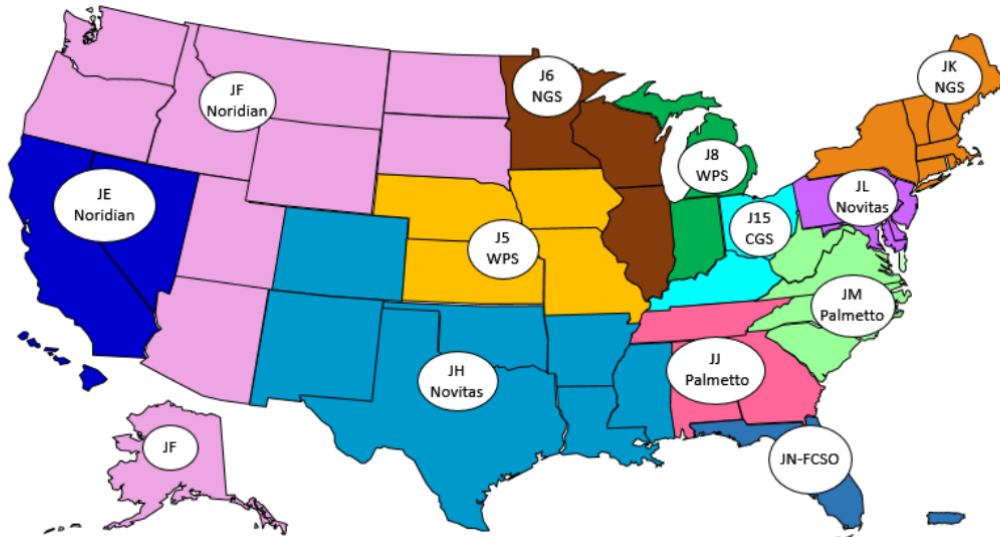 JF
Noridian
J6
NGS
JK
NGS
J8
WPS
JE
Noridian
JL
Novitas
J15
CGS
J5
WPS
JM
Palmetto
JH
Novitas
JJ
Palmetto
JF
JN-FCSO